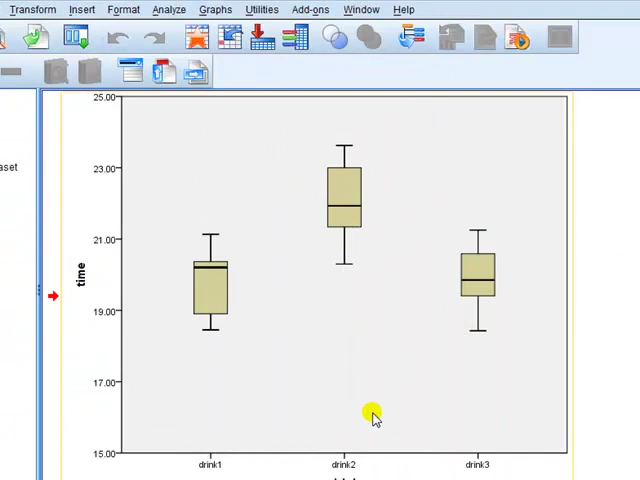 Transform Insert Format Analyze Graphs Utilities Add-ons Window Help
25.00
aset
23.00
21.00
time
19.00
17.00
15.00
drink1 drink2 drink3